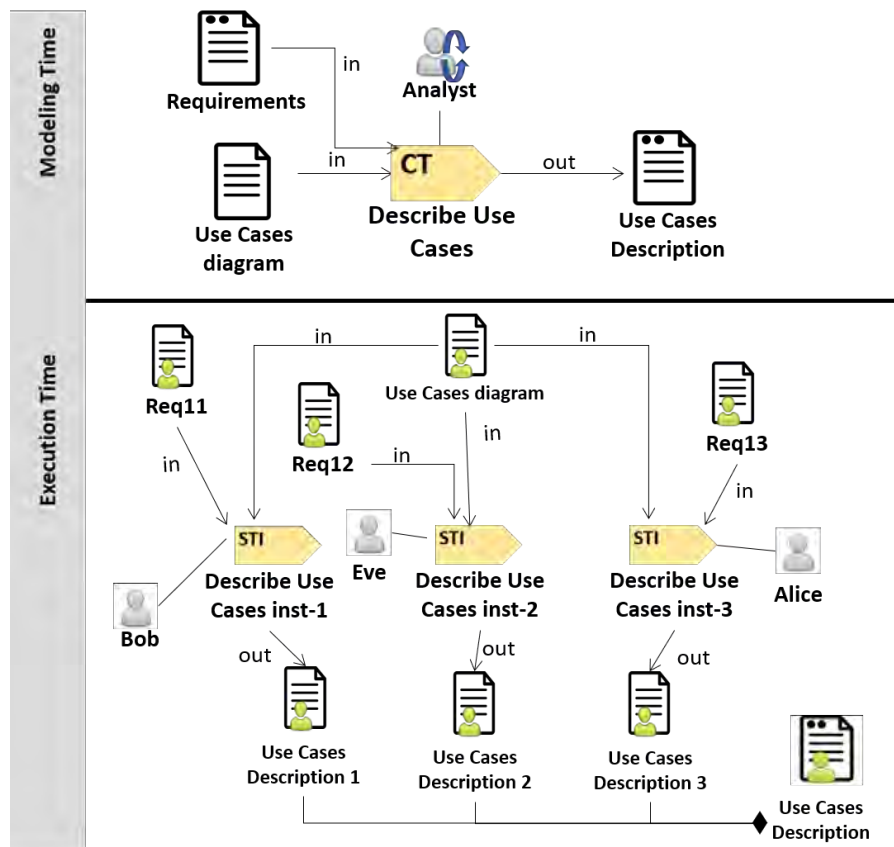 Modeling Time
Requirements
in
Analyst
in
CT
out
Use Cases
diagram
Describe Use
Cases
Use Cases
Description
Execution Time
in
in
Req11
Use Cases diagram
in
Req12
in
Req13
in
in
STI
STI
STI
Eve
Bob
Alice
Describe Use
Cases inst-1
Describe Use
Cases inst-2
Describe Use
Cases inst-3
out
out
out
Use Cases
Description 1
Use Cases
Description 2
Use Cases
Description 3
Use Cases
Description